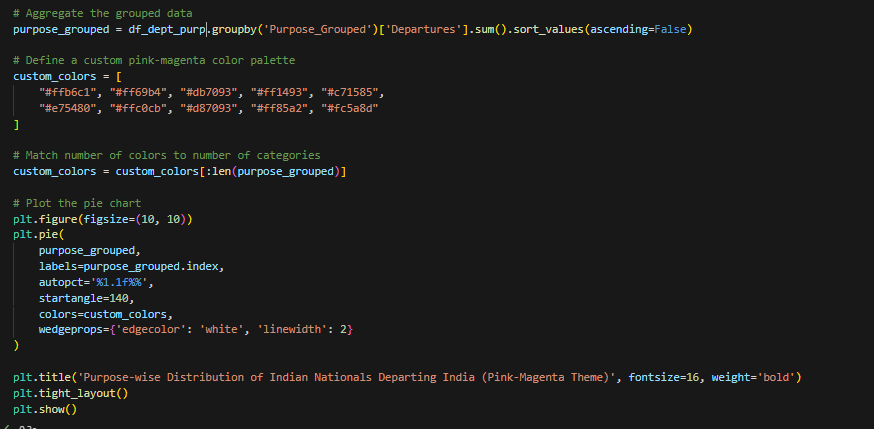 # Aggregate the grouped data
purpose_grouped = df_dept_purp.groupby('Purpose_Grouped')['Departures'].sum().sort_values(ascending=False)
# Define a custom pink-magenta color palette
custom_colors = [
"#ffb6c1", "#ff69b4", "#db7093", "#ff1493", "#c71585",
"#e75480", "#ffc0cb", "#d87093", "#ff85a2", "#fc5a8d"
]
# Match number of colors to number of categories
custom_colors = custom_colors[:len(purpose_grouped)]
# Plot the pie chart
plt.figure(figsize=(10, 10))
plt.pie(
purpose_grouped,
labels=purpose_grouped.index,
autopct='%1.1f%%',
startangle=140,
colors=custom_colors,
wedgeprops={'edgecolor': 'white', 'linewidth': 2}
)
plt.title('Purpose-wise Distribution of Indian Nationals Departing India (Pink-Magenta Theme)', fontsize=16, weight='bold')
plt.tight_layout()
plt.show()